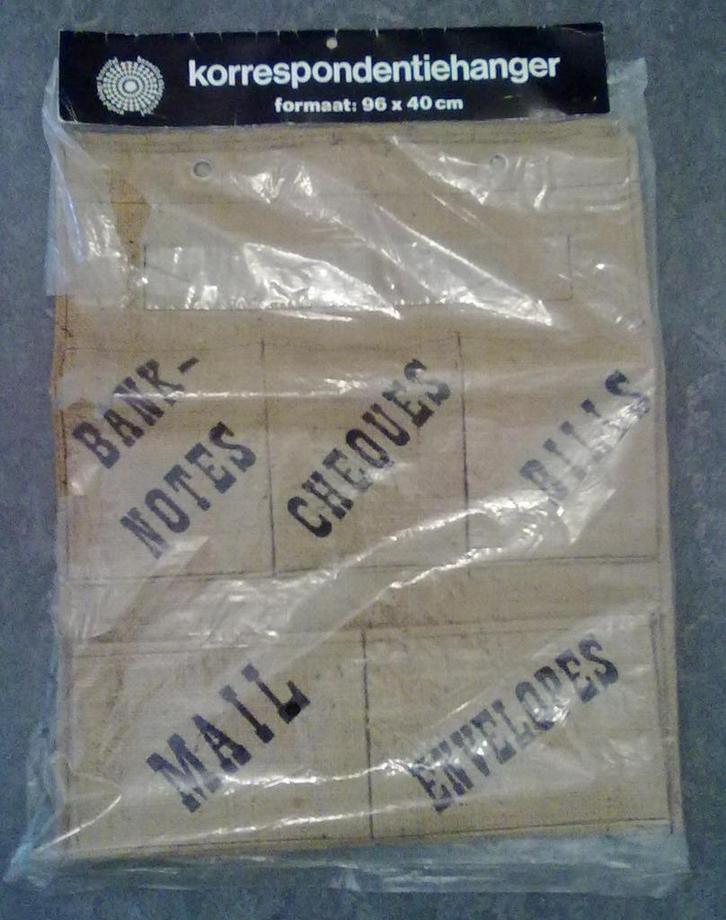 korrespondentiehanger
formaat: 96 x 40 cm
BANK-
NOTES
CHEQUES
BILLS
MAIL
ENVELOPES